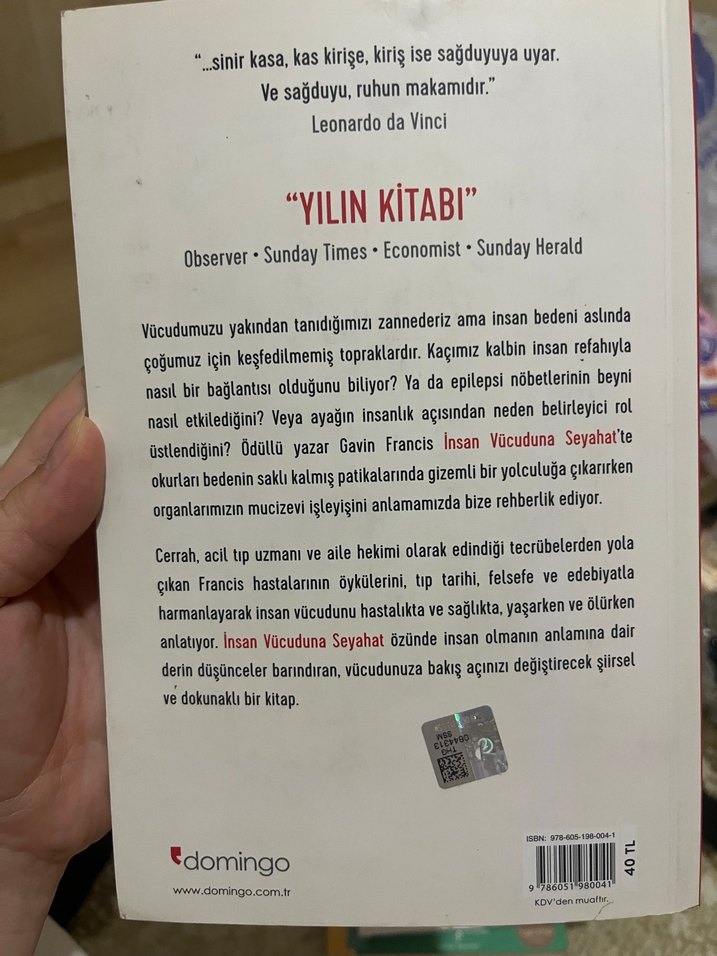 “...sinir kasa, kas kirişe, kiriş ise sağduyuya uyar.
Ve sağduyu, ruhun makamıdır.”
Leonardo da Vinci
“YILIN KİTABI”
Observer • Sunday Times • Economist • Sunday Herald
Vücudumuzu yakından tanıdığımızı zannederiz ama insan bedeni aslında
çoğumuz için keşfedilmemiş topraklardır. Kaçımız kalbin insan refahıyla
nasıl bir bağlantısı olduğunu biliyor? Ya da epilepsi nöbetlerinin beyni
nasıl etkilediğini? Veya ayağın insanlık açısından neden belirleyici rol
üstlendiğini? Ödüllü yazar Gavin Francis İnsan Vücuduna Seyahat’te
okurları bedenin saklı kalmış patikalarında gizemli bir yolculuğa çıkarırken
organlarımızın mucizevi işleyişini anlamamızda bize rehberlik ediyor.
Cerrah, acil tıp uzmanı ve aile hekimi olarak edindiği tecrübelerden yola
çıkan Francis hastalarının öykülerini, tıp tarihi, felsefe ve edebiyatla
harmanlayarak insan vücudunu hastalıkta ve sağlıkta, yaşarken ve ölürken
anlatıyor. İnsan Vücuduna Seyahat özünde insan olmanın anlamına dair
derin düşünceler barındıran, vücudunuza bakış açınızı değiştirecek şiirsel
ve dokunaklı bir kitap.
THG
0644313
SSM
domingo
www.domingo.com.tr
ISBN: 978-605-198-004-1
9 786051 980041
40 TL
KDV’den muaftır.